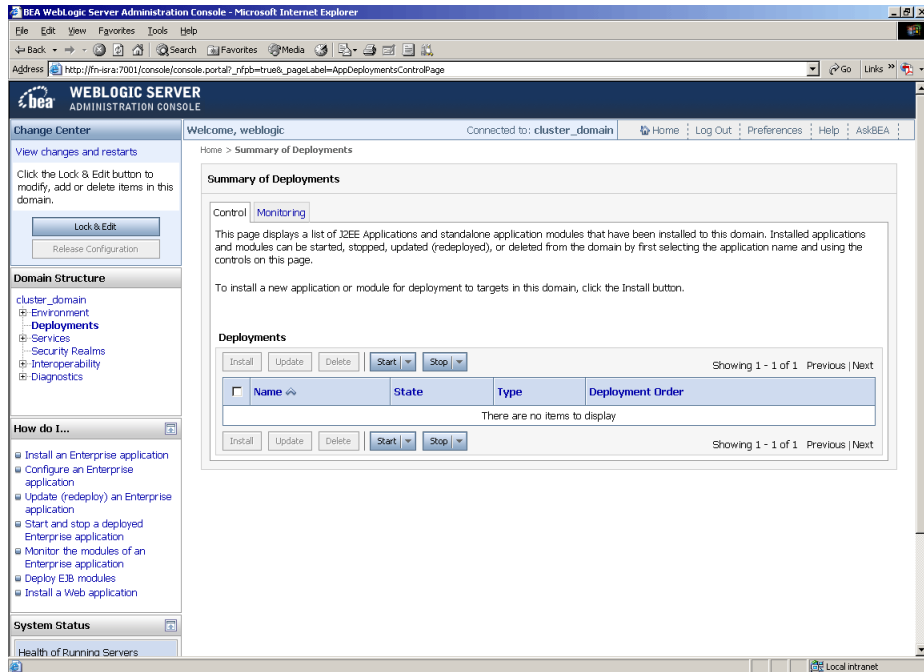 BEA WebLogic Server Administration Console - Microsoft Internet Explorer
File Edit View Favorites Tools Help
Back Search Favorites Media
Address http://fn-isra:7001/console/console.portal?_nfpb=true&_pageLabel=AppDeploymentsControlPage Go Links »
bea WEBLOGIC SERVER
ADMINISTRATION CONSOLE
Change Center
View changes and restarts
Click the Lock & Edit button to
modify, add or delete items in this
domain.
Lock & Edit
Release Configuration
Domain Structure
cluster_domain
Environment
Deployments
Services
Security Realms
Interoperability
Diagnostics
How do I...
Install an Enterprise application
Configure an Enterprise
application
Update (redeploy) an Enterprise
application
Start and stop a deployed
Enterprise application
Monitor the modules of an
Enterprise application
Deploy EJB modules
Install a Web application
System Status
Health of Running Servers
Welcome, weblogic Connected to: cluster_domain Home Log Out Preferences Help AskBEA
Home > Summary of Deployments
Summary of Deployments
Control Monitoring
This page displays a list of J2EE Applications and standalone application modules that have been installed to this domain. Installed applications
and modules can be started, stopped, updated (redeployed), or deleted from the domain by first selecting the application name and using the
controls on this page.
To install a new application or module for deployment to targets in this domain, click the Install button.
Deployments
Install Update Delete Start Stop Showing 1 - 1 of 1 Previous | Next
Name State Type Deployment Order
There are no items to display
Install Update Delete Start Stop Showing 1 - 1 of 1 Previous | Next
Local intranet